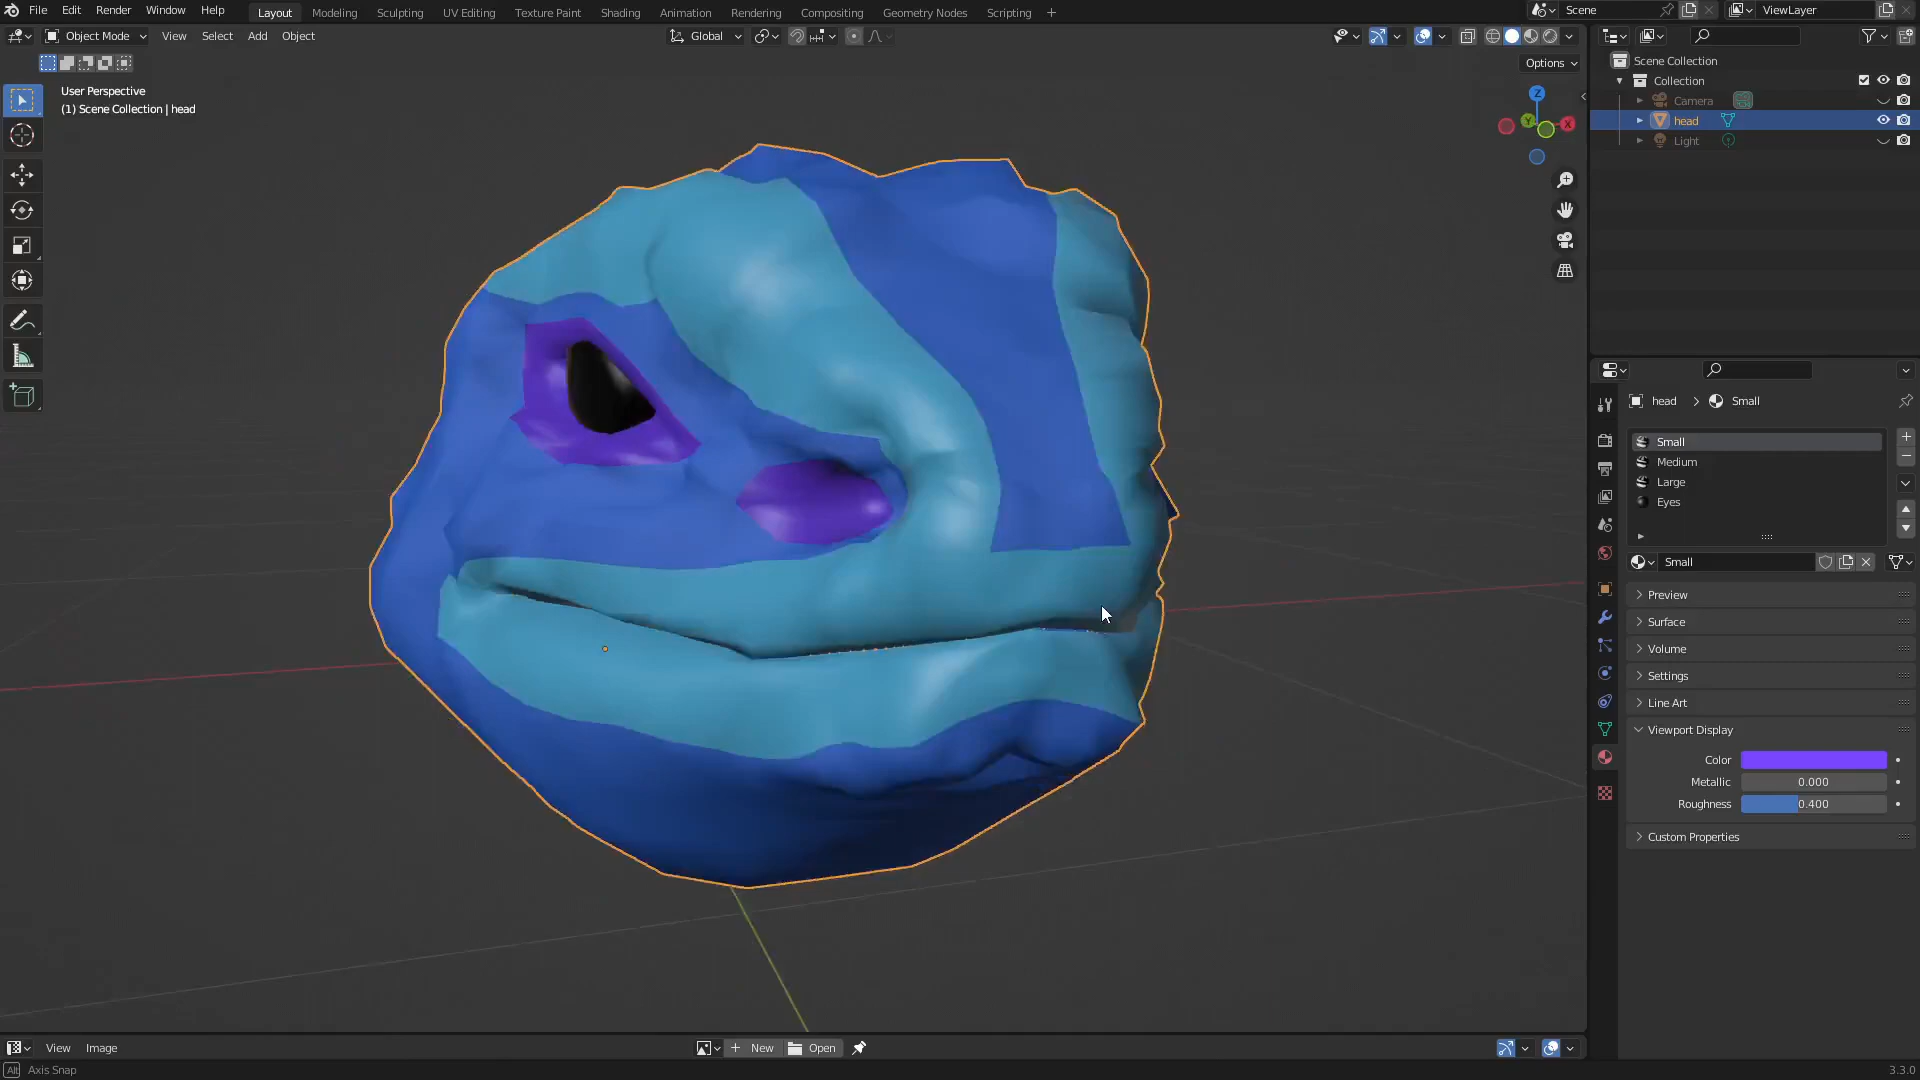 File Edit Render Window Help Layout Modeling Sculpting UV Editing Texture Paint Shading Animation Rendering Compositing Geometry Nodes Scripting + Scene ViewLayer
Object Mode View Select Add Object Global
Options
User Perspective
(1) Scene Collection | head
Z
Y
X
Scene Collection
Collection
Camera
head
Light
head > Small
Small
Medium
Large
Eyes
Small
Preview
Surface
Volume
Settings
Line Art
Viewport Display
Color
Metallic 0.000
Roughness 0.400
Custom Properties
View Image + New Open
Alt Axis Snap 3.3.0